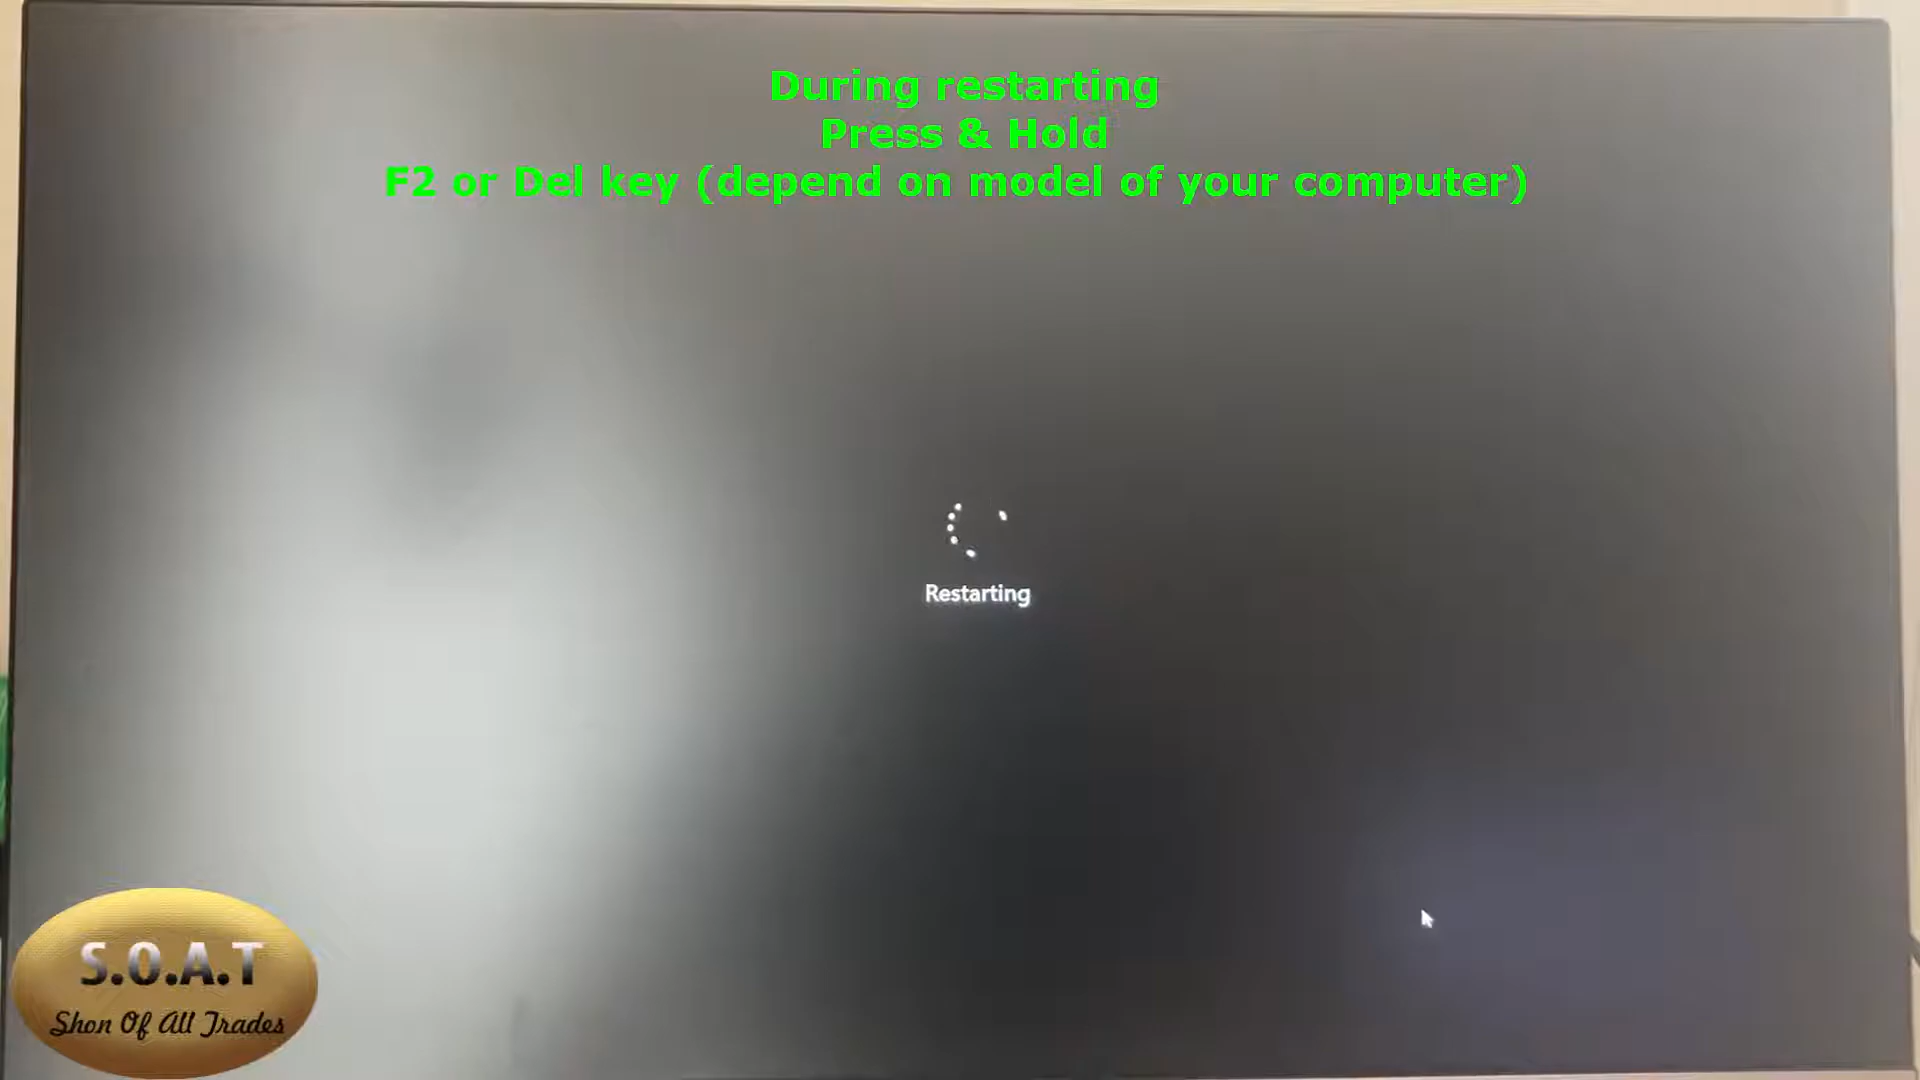 During restarting
Press & Hold
F2 or Del key (depend on model of your computer)
Restarting
S.O.A.T
Shon Of All Trades